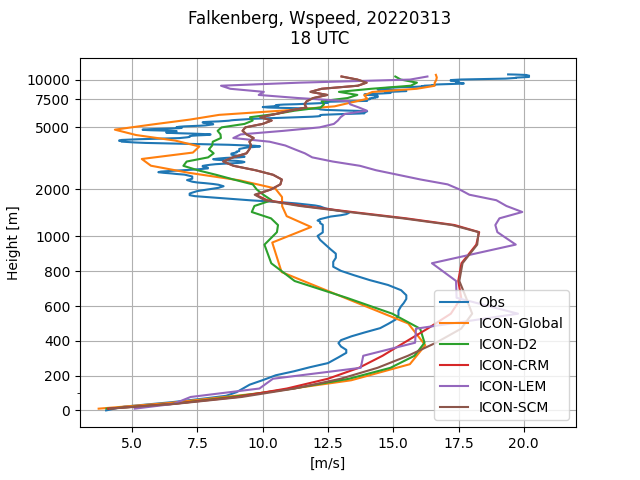 Falkenberg, Wspeed, 20220313
18 UTC
Height [m]
10000
7500
5000
2000
1000
800
600
400
200
0
5.0 7.5 10.0 12.5 15.0 17.5 20.0
[m/s]
Obs
ICON-Global
ICON-D2
ICON-CRM
ICON-LEM
ICON-SCM